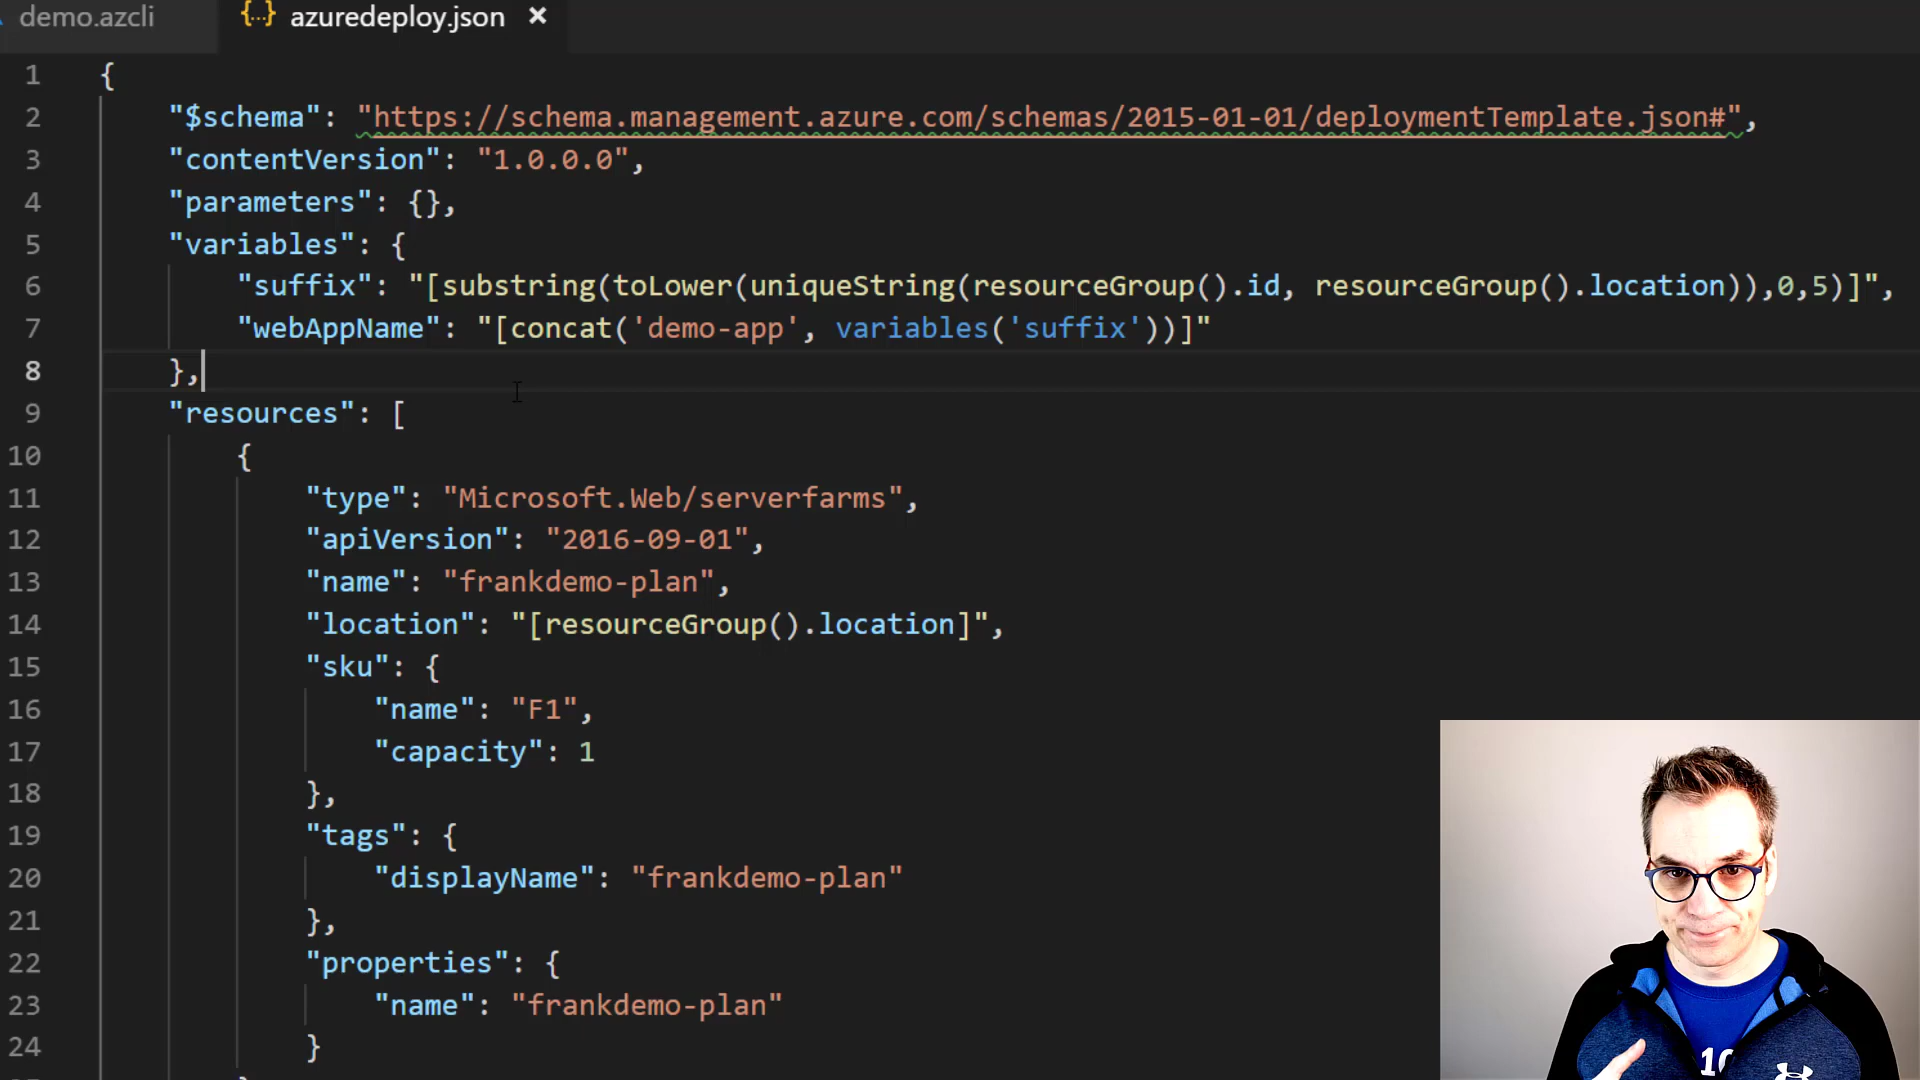 demo.azcli
{..} azuredeploy.json ×
1 {
2 "$schema": "https://schema.management.azure.com/schemas/2015-01-01/deploymentTemplate.json#",
3 "contentVersion": "1.0.0.0",
4 "parameters": {},
5 "variables": {
6 "suffix": "[substring(toLower(uniqueString(resourceGroup().id, resourceGroup().location)),0,5)]",
7 "webAppName": "[concat('demo-app', variables('suffix'))]"
8 },
9 "resources": [
10 {
11 "type": "Microsoft.Web/serverfarms",
12 "apiVersion": "2016-09-01",
13 "name": "frankdemo-plan",
14 "location": "[resourceGroup().location]",
15 "sku": {
16 "name": "F1",
17 "capacity": 1
18 },
19 "tags": {
20 "displayName": "frankdemo-plan"
21 },
22 "properties": {
23 "name": "frankdemo-plan"
24 }
10